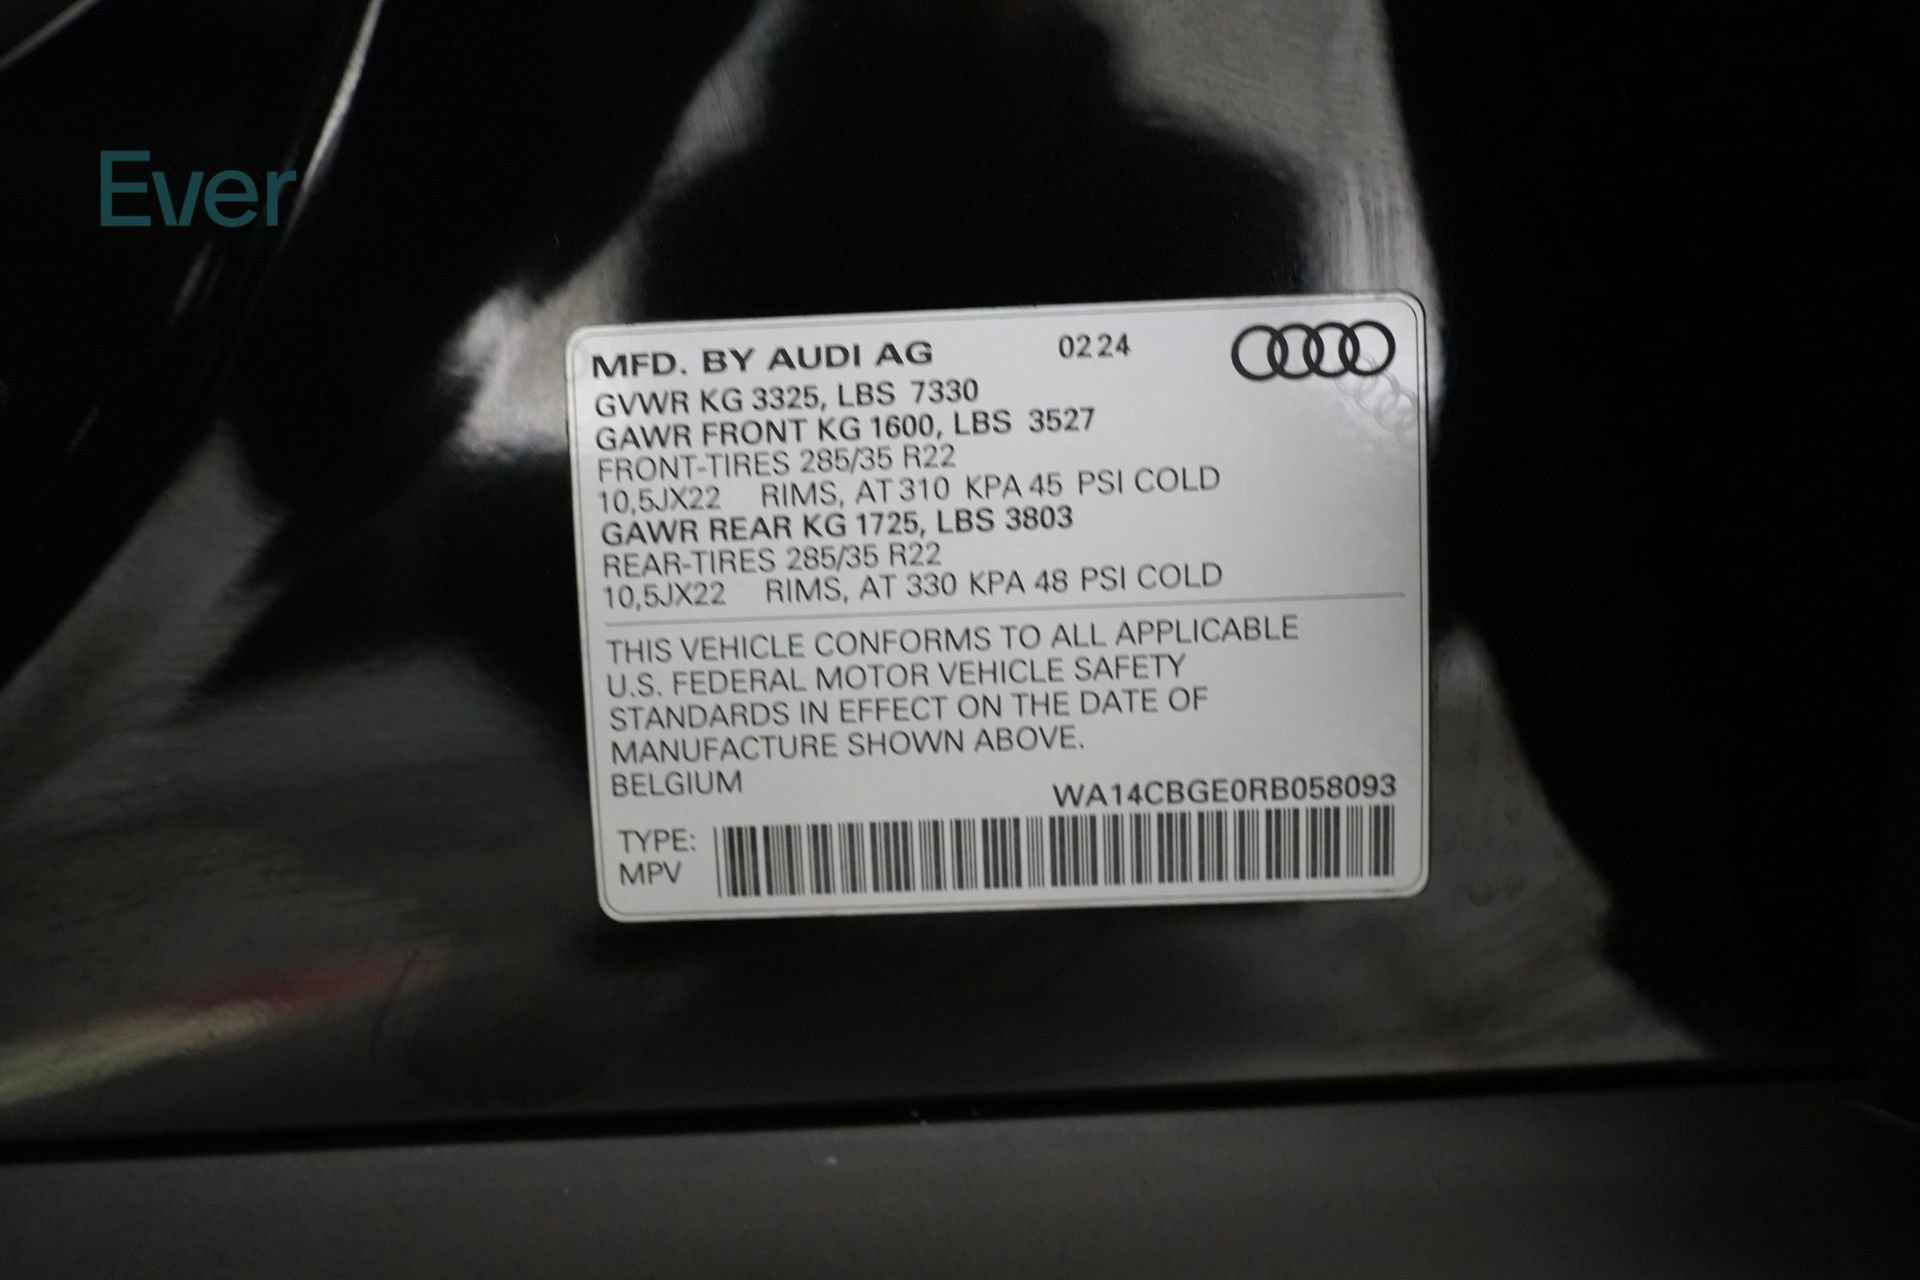 Ever
MFD. BY AUDI AG 0224
GVWR KG 3325, LBS 7330
GAWR FRONT KG 1600, LBS 3527
FRONT-TIRES 285/35 R22
10,5JX22 RIMS, AT 310 KPA 45 PSI COLD
GAWR REAR KG 1725, LBS 3803
REAR-TIRES 285/35 R22
10,5JX22 RIMS, AT 330 KPA 48 PSI COLD
THIS VEHICLE CONFORMS TO ALL APPLICABLE
U.S. FEDERAL MOTOR VEHICLE SAFETY
STANDARDS IN EFFECT ON THE DATE OF
MANUFACTURE SHOWN ABOVE.
BELGIUM
WA14CBGE0RB058093
TYPE:
MPV